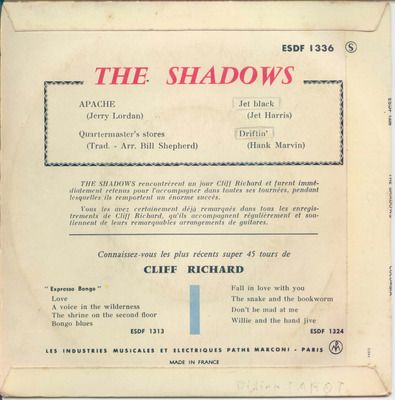 ESDF 1336 S
THE SHADOWS
APACHE
(Jerry Lordan)
Quartermaster's stores
(Trad. - Arr. Bill Shepherd)
Jet black
(Jet Harris)
Driftin'
(Hank Marvin)
THE SHADOWS rencontrèrent un jour Cliff Richard et furent immé-
diatement retenus pour l'accompagner dans toutes ses tournées, pendant
lesquelles ils remportent un énorme succès.
Vous les avez certainement déjà remarqués dans tous les enregis-
trements de Cliff Richard, qu'ils accompagnent régulièrement et sou-
tiennent de leurs remarquables arrangements de guitares.
Connaissez-vous les plus récents super 45 tours de
CLIFF RICHARD
"Expresso Bongo"
Love
A voice in the wilderness
The shrine on the second floor
Bongo blues
ESDF 1313
Fall in love with you
The snake and the bookworm
Don't be mad at me
Willie and the hand jive
ESDF 1324
LES INDUSTRIES MUSICALES ET ELECTRIQUES PATHE MARCONI - PARIS
MADE IN FRANCE